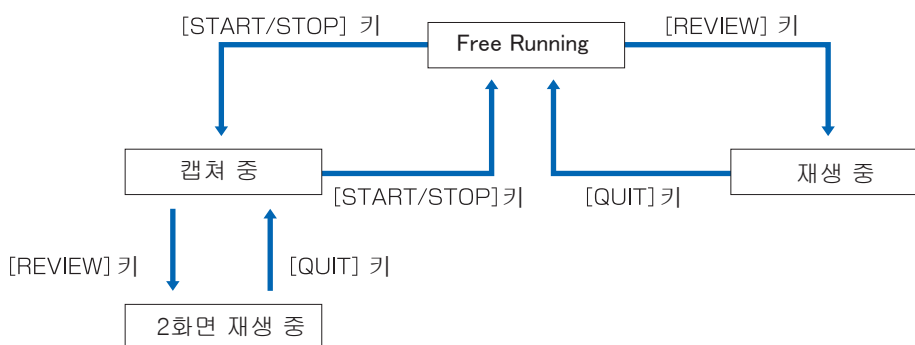 [START/STOP] 키
Free Running
[REVIEW] 키
캡쳐 중
재생 중
[START/STOP]키
[QUIT]키
[REVIEW]키
[QUIT] 키
2화면 재생 중